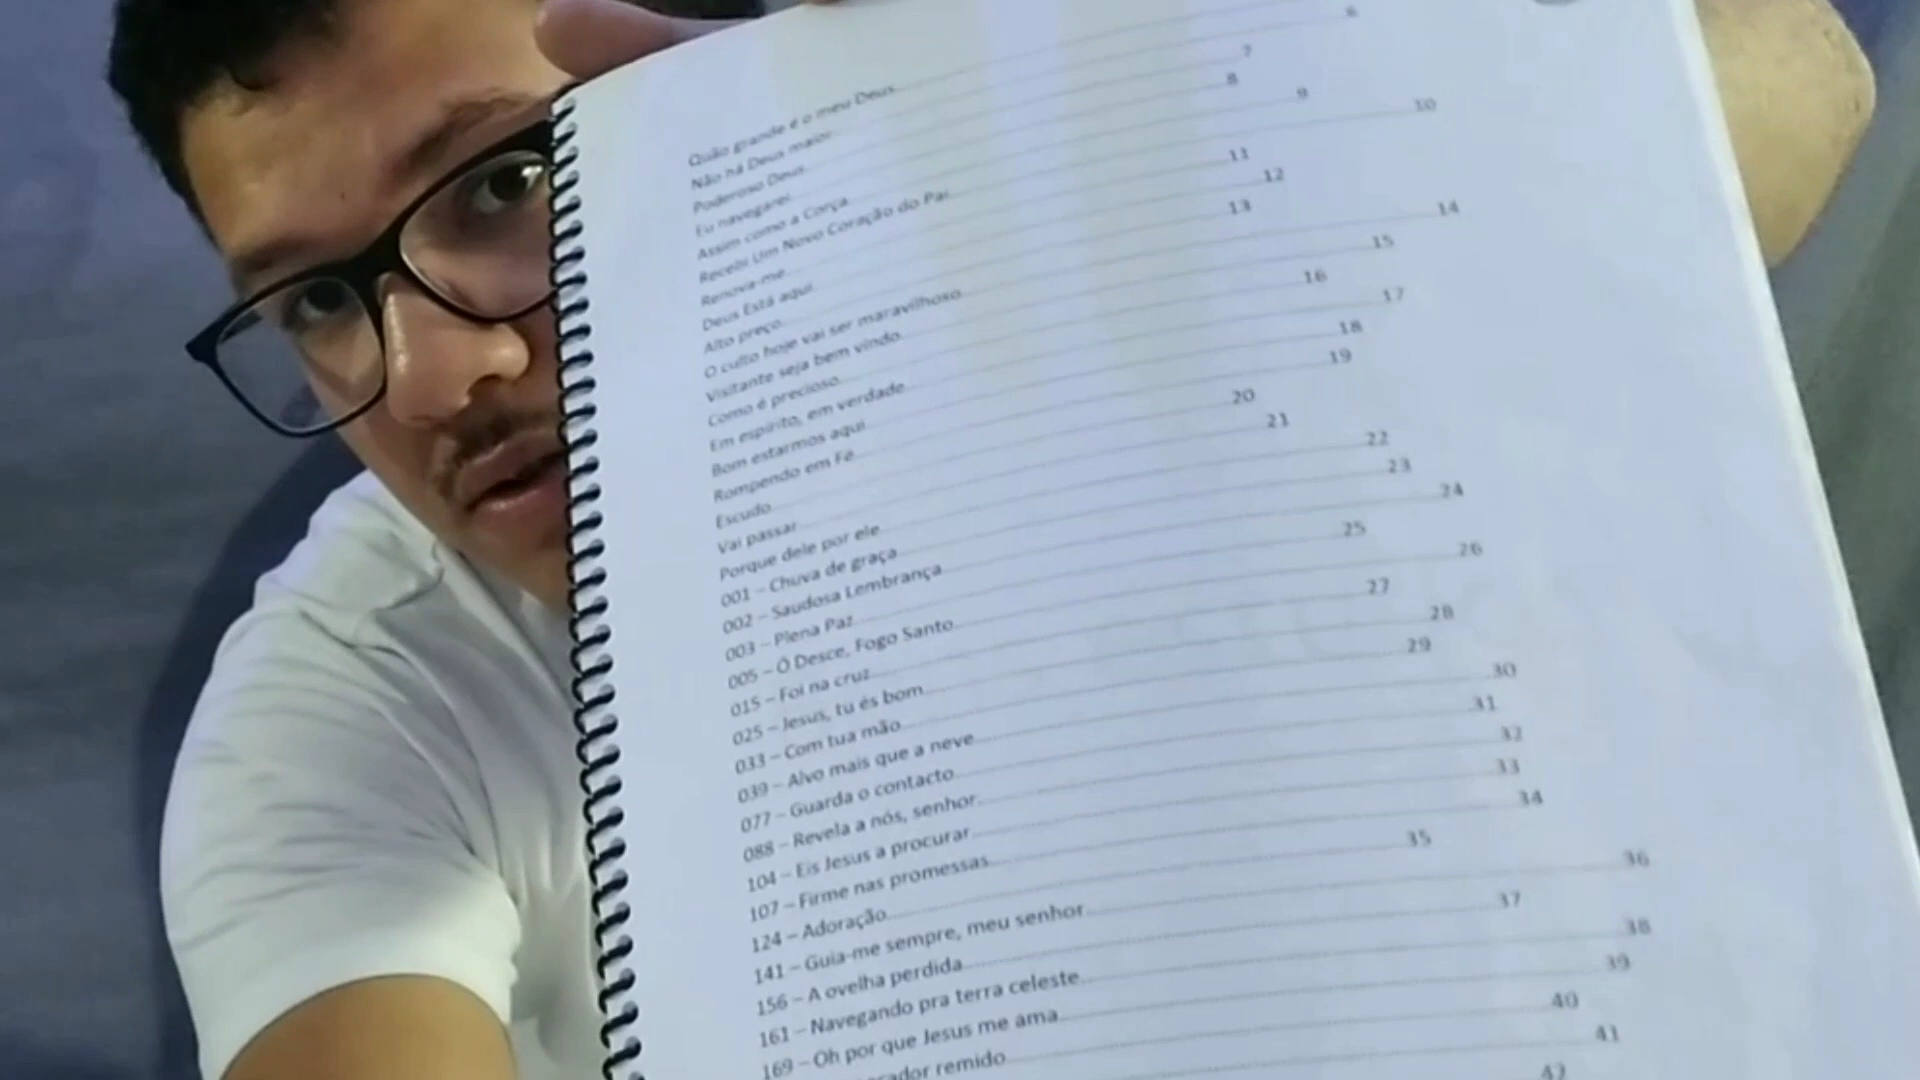 Quão grande é o meu Deus
Não há Deus maior 6
Poderoso Deus 7
Eu navegarei 8
Assim como a Corça 9
Recebi Um Novo Coração do Pai 10
Renova-me 11
Deus Está aqui 12
Alto preço 13
O culto hoje vai ser maravilhoso 14
Visitante seja bem vindo 15
Como é precioso 16
Em espírito, em verdade 17
Bom estarmos aqui 18
Rompendo em Fé 19
Escudo 20
Vai passar 21
Porque dele por ele 22
001 – Chuva de graça 23
002 – Saudosa Lembrança 24
003 – Plena Paz 25
005 – Ó Desce, Fogo Santo 26
015 – Foi na cruz 27
025 – Jesus, tu és bom 28
033 – Com tua mão 29
039 – Alvo mais que a neve 30
077 – Guarda o contacto 31
088 – Revela a nós, senhor 32
104 – Eis Jesus a procurar 33
107 – Firme nas promessas 34
124 – Adoração 35
141 – Guia-me sempre, meu senhor 36
156 – A ovelha perdida 37
161 – Navegando pra terra celeste 38
169 – Oh por que Jesus me ama 39
remido 40
41
42